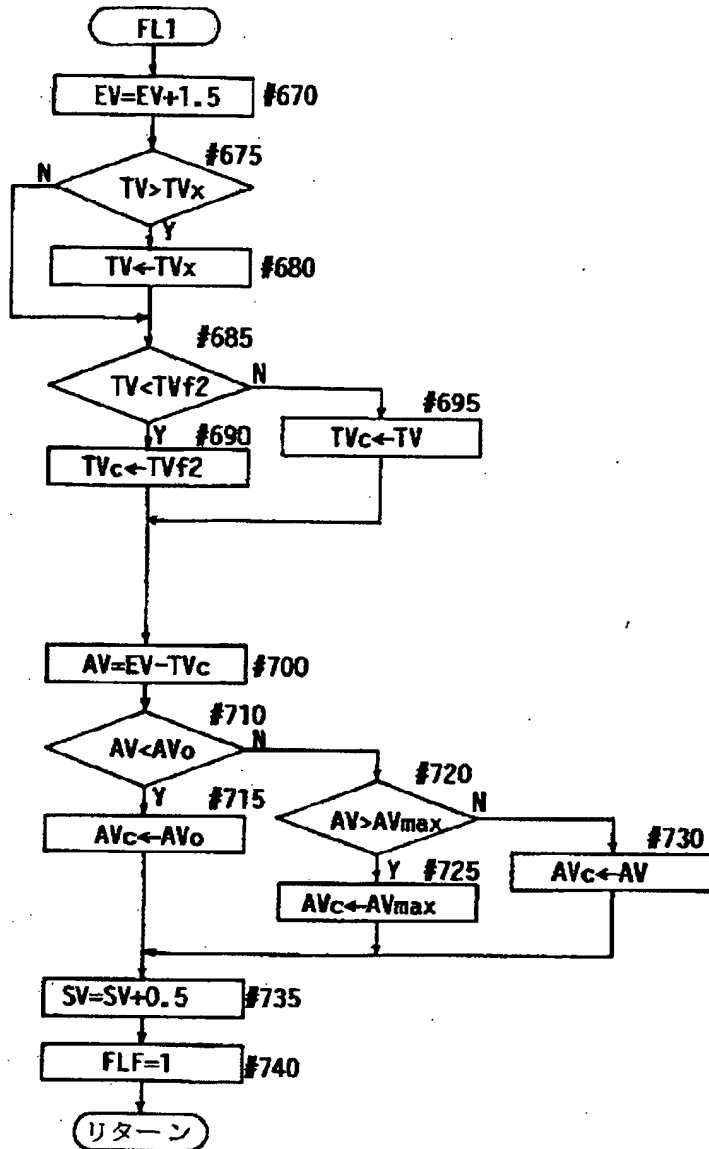 FL1
EV=EV+1.5 #670
#675
N
TV>TVx
Y
TV←TVx #680
#685
TV<TVf2 N
Y #690
#695
TVc←TV
TVc←TVf2
AV=EV-TVc #700
#710
AV<AVo N
Y #715
#720
AV>AVmax N
AVc←AVo
Y #725
#730
AVc←AV
AVc←AVmax
SV=SV+0.5 #735
FLF=1 #740
リターン